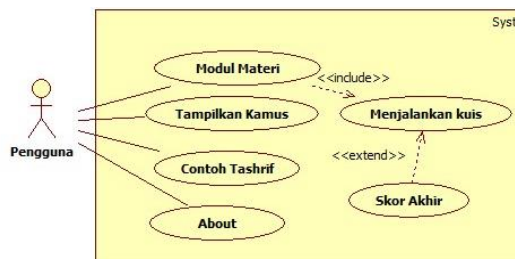 Syst
Modul Materi
<<include>>
Tampilkan Kamus
Menjalankan kuis
Pengguna
<<extend>>
Contoh Tashrif
Skor Akhir
About